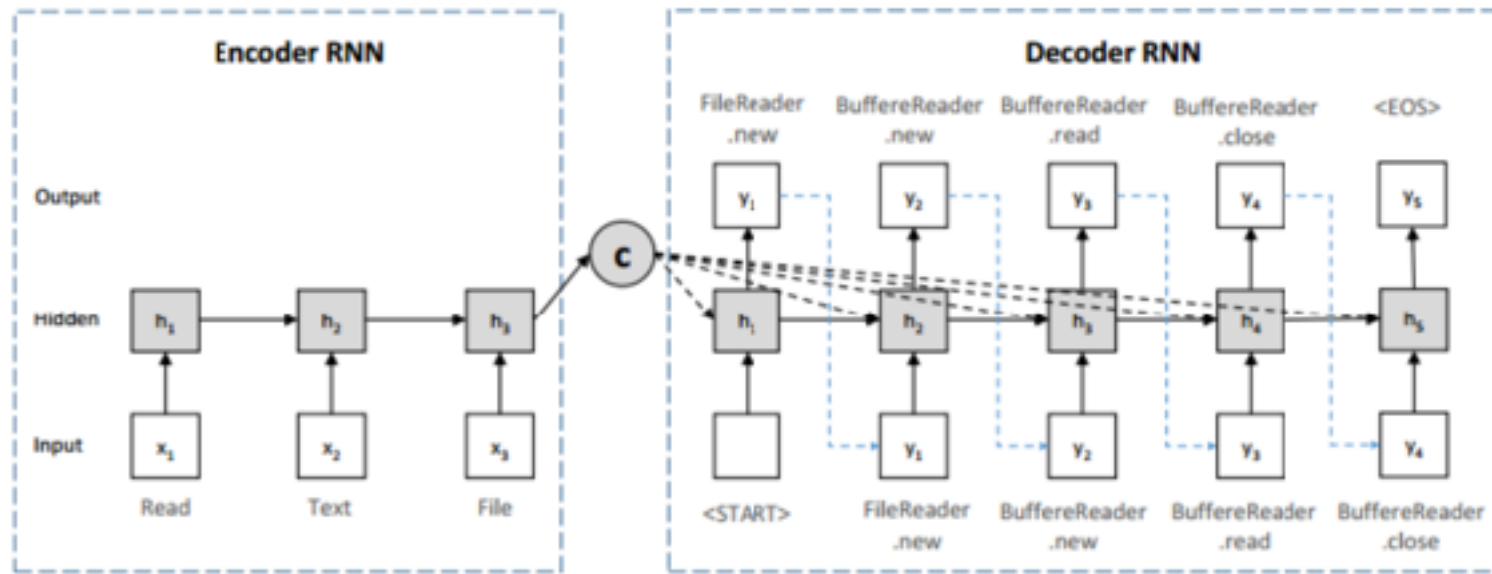 Encoder RNN
Output
Hidden
Input
h1
h2
h3
x1
x2
x3
Read
Text
File
C
Decoder RNN
FileReader
.new
BuffereReader
.new
BuffereReader
.read
BuffereReader
.close
<EOS>
y1
y2
y3
y4
y5
h1
h2
h3
h4
h5
y1
y2
y3
y4
<START>
FileReader
.new
BuffereReader
.new
BuffereReader
.read
BuffereReader
.close